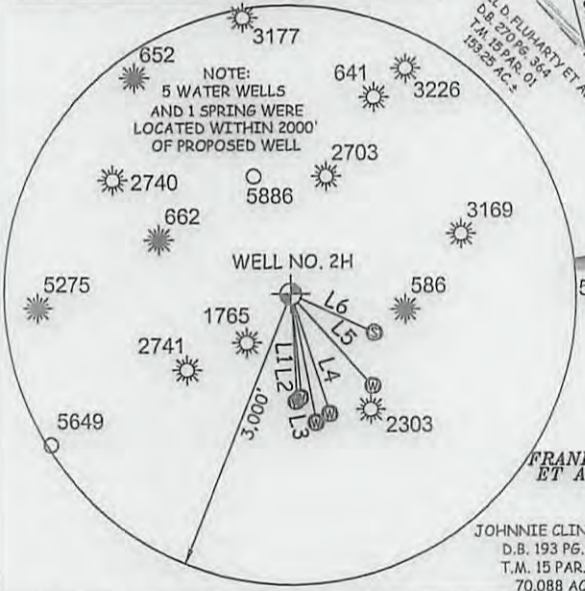 L D. FLUHARTY ET A
D.B. 270 PG. 364
T.M. 15 PAR. 01
153.25 AC.±
3177
652
NOTE:
5 WATER WELLS
AND 1 SPRING WERE
LOCATED WITHIN 2000'
OF PROPOSED WELL
641
3226
2740
5886
2703
662
3169
WELL NO. 2H
5275
586
5
1765
L6
S
L5
2741
L1
L2
L4
W
W
W
L3
2303
3,000'
5649
FRANK
ET A
JOHNNIE CLIN
D.B. 193 PG.
T.M. 15 PAR.
70.088 AC